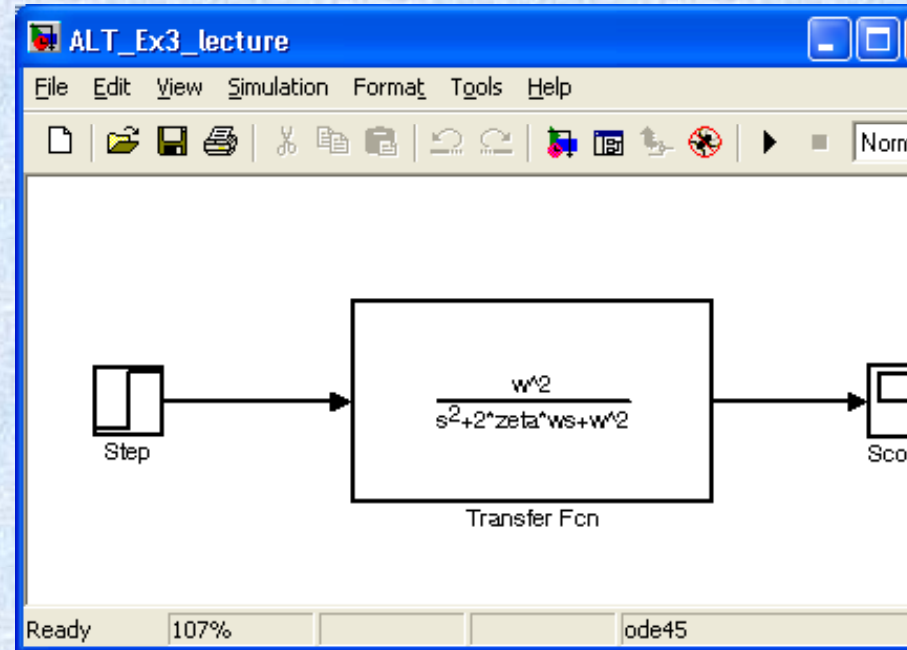 ALT_Ex3_lecture
File Edit View Simulation Format Tools Help
Norm
w^2
s2+2*zeta*ws+w^2
Step
Sco
Transfer Fcn
Ready 107% ode45